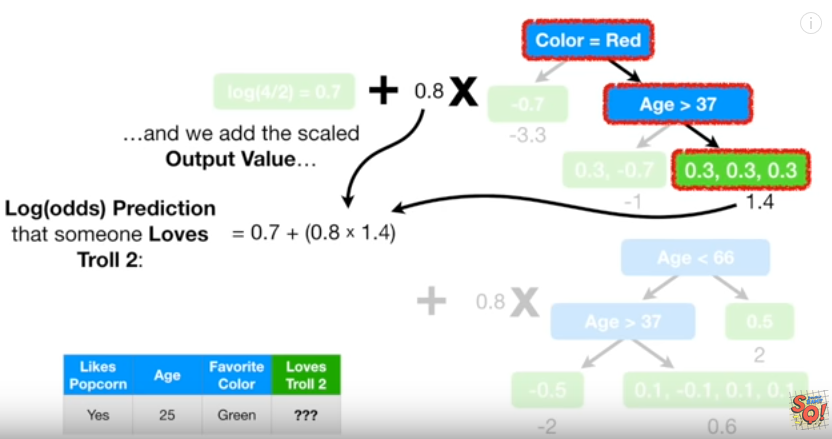 Color = Red
log(4/2) = 0.7 + 0.8 X
-0.7
Age > 37
-3.3
…and we add the scaled
Output Value…
0.3, -0.7
0.3, 0.3, 0.3
-1
1.4
Log(odds) Prediction
that someone Loves
Troll 2:
= 0.7 + (0.8 × 1.4)
Age < 66
+ 0.8 X
Age > 37
0.5
2
-0.5
0.1, -0.1, 0.1, 0.1
-2
0.6
Likes Popcorn Age Favorite Color Loves Troll 2
Yes 25 Green ???
SQ!